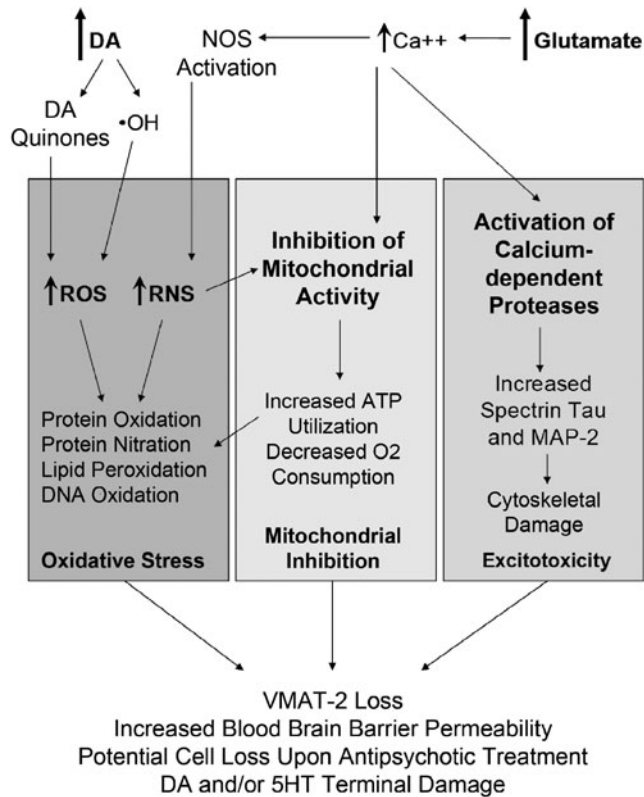 ↑DA
NOS
Activation
↑Ca++
↑Glutamate
DA
Quinones
•OH
↑ROS
↑RNS
Protein Oxidation
Protein Nitration
Lipid Peroxidation
DNA Oxidation
Oxidative Stress
Inhibition of
Mitochondrial
Activity
Increased ATP
Utilization
Decreased O2
Consumption
Mitochondrial
Inhibition
Activation of
Calcium-
dependent
Proteases
Increased
Spectrin Tau
and MAP-2
Cytoskeletal
Damage
Excitotoxicity
VMAT-2 Loss
Increased Blood Brain Barrier Permeability
Potential Cell Loss Upon Antipsychotic Treatment
DA and/or 5HT Terminal Damage